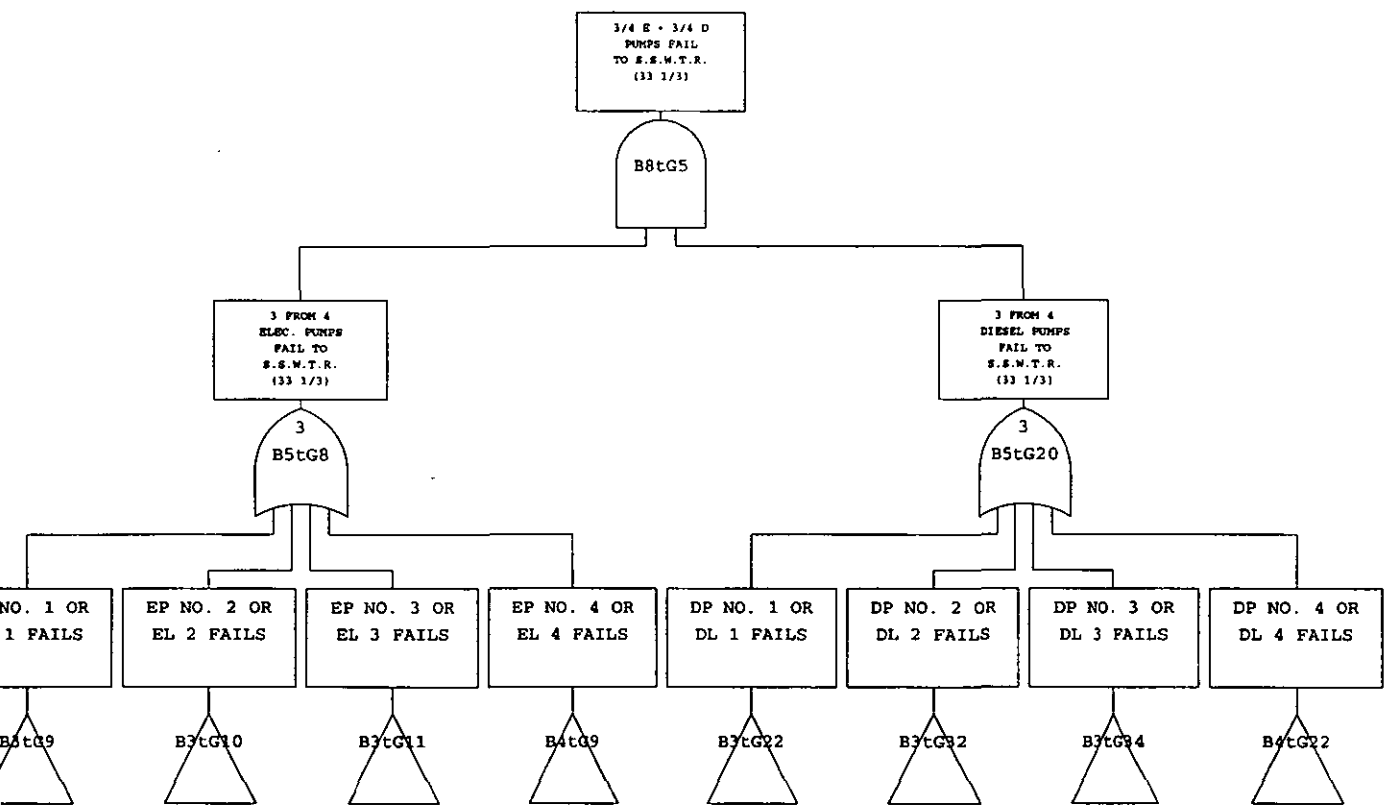 3/4 E + 3/4 D
PUMPS FAIL
TO S.S.W.T.R.
(33 1/3)
B8tG5
3 FROM 4
ELEC. PUMPS
FAIL TO
S.S.W.T.R.
(33 1/3)
3 FROM 4
DIESEL PUMPS
FAIL TO
S.S.W.T.R.
(33 1/3)
3
B5tG8
3
B5tG20
NO. 1 OR
1 FAILS
EP NO. 2 OR
EL 2 FAILS
EP NO. 3 OR
EL 3 FAILS
EP NO. 4 OR
EL 4 FAILS
DP NO. 1 OR
DL 1 FAILS
DP NO. 2 OR
DL 2 FAILS
DP NO. 3 OR
DL 3 FAILS
DP NO. 4 OR
DL 4 FAILS
B3tG9
B3tG10
B3tG11
B4tG9
B3tG22
B3tG32
B3tG34
B4tG22